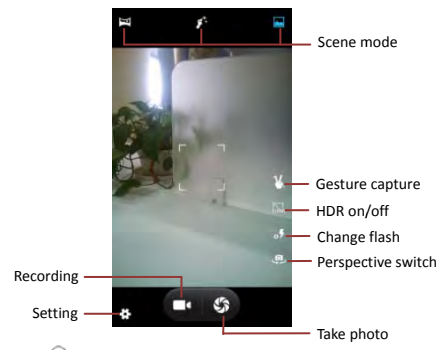 Scene mode
Gesture capture
HDR on/off
Change flash
Perspective switch
Recording
Setting
Take photo